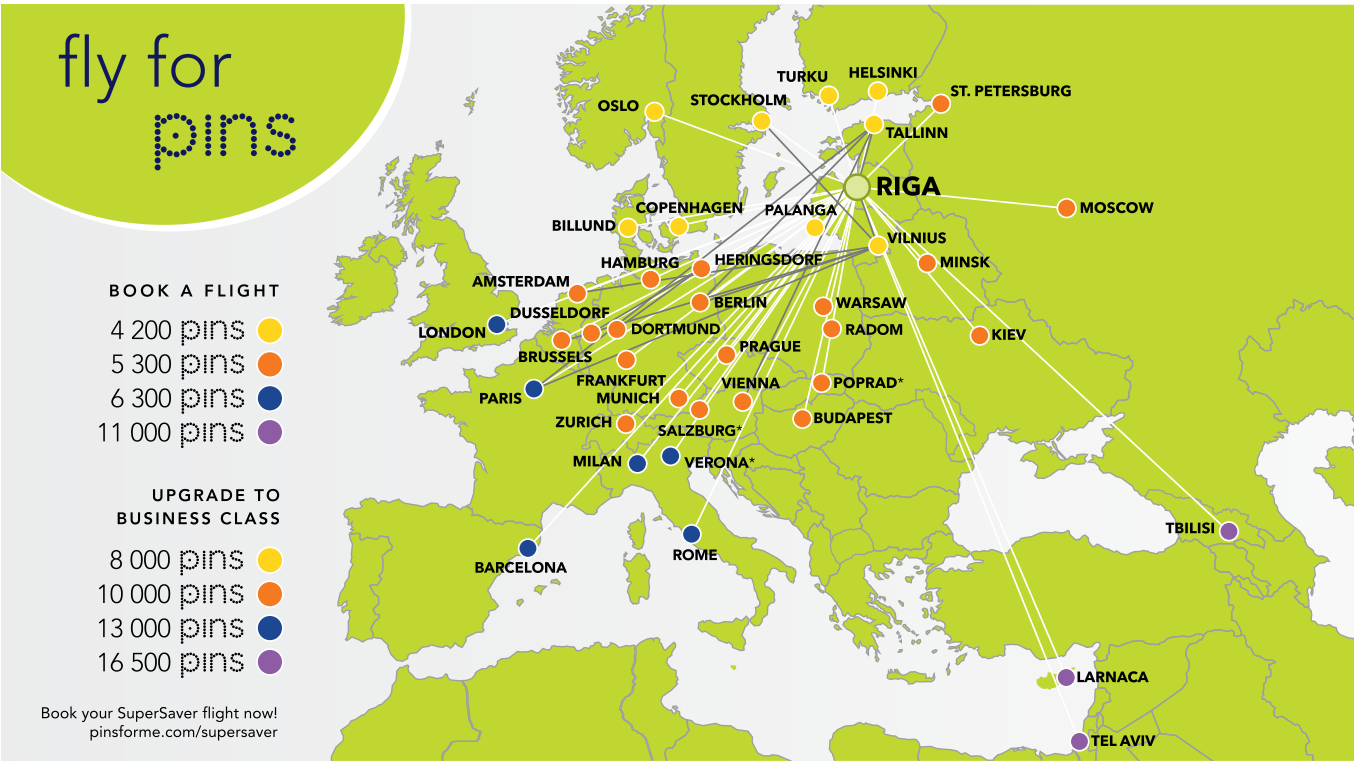 fly for
pins
BOOK A FLIGHT
4 200 pins
5 300 pins
6 300 pins
11 000 pins
UPGRADE TO
BUSINESS CLASS
8 000 pins
10 000 pins
13 000 pins
16 500 pins
Book your SuperSaver flight now!
pinsforme.com/supersaver
TURKU
HELSINKI
ST. PETERSBURG
OSLO
STOCKHOLM
TALLINN
RIGA
MOSCOW
COPENHAGEN
PALANGA
BILLUND
VILNIUS
HAMBURG
HERINGSDORF
MINSK
AMSTERDAM
BERLIN
WARSAW
DUSSELDORF
LONDON
DORTMUND
RADOM
KIEV
BRUSSELS
PRAGUE
FRANKFURT
VIENNA
POPRAD*
PARIS
MUNICH
ZURICH
SALZBURG*
BUDAPEST
MILAN
VERONA*
TBILISI
ROME
BARCELONA
LARNACA
TEL AVIV